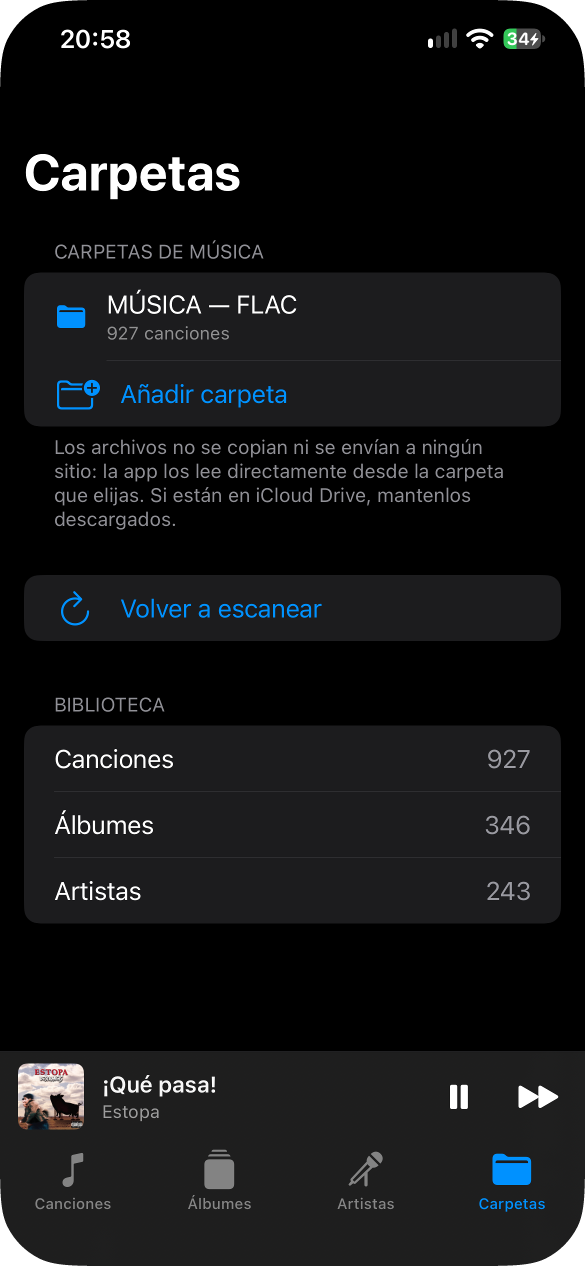 20:58
34
Carpetas
CARPETAS DE MÚSICA
MÚSICA — FLAC
927 canciones
Añadir carpeta
Los archivos no se copian ni se envían a ningún
sitio: la app los lee directamente desde la carpeta
que elijas. Si están en iCloud Drive, mantenlos
descargados.
Volver a escanear
BIBLIOTECA
Canciones 927
Álbumes 346
Artistas 243
ESTOPA
¡Qué pasa!
Estopa
Canciones Álbumes Artistas Carpetas